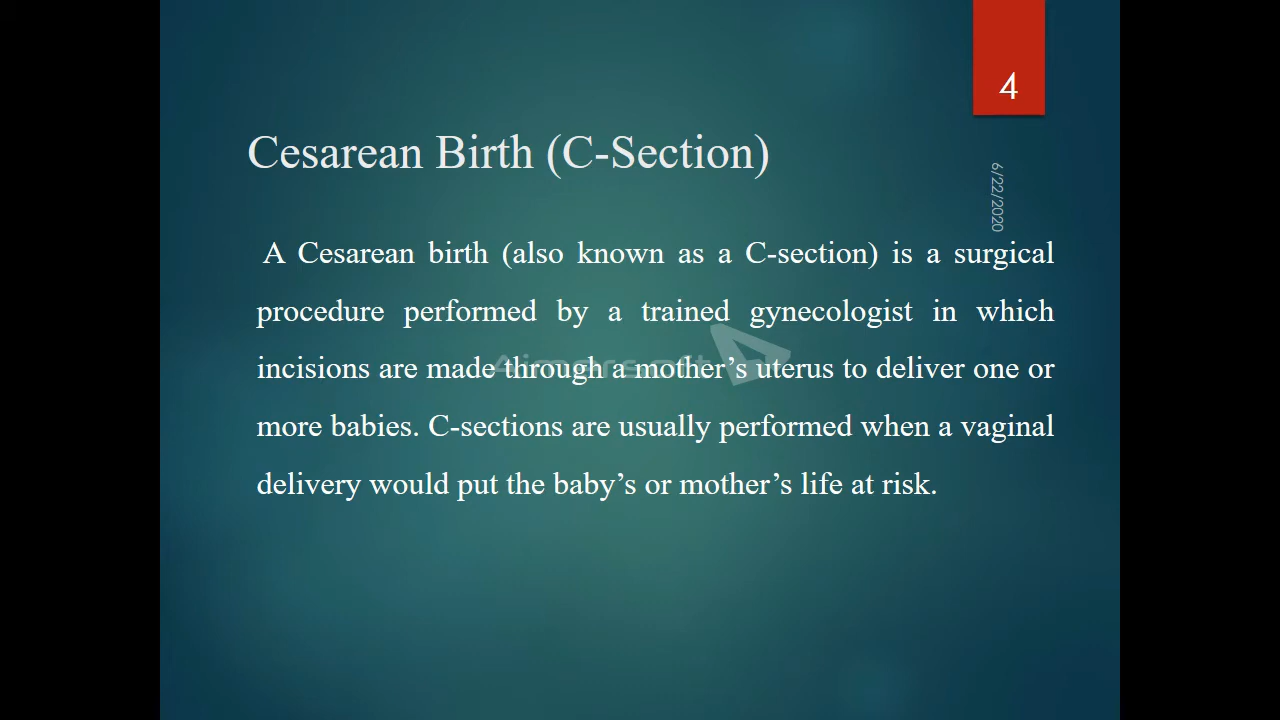 4
Cesarean Birth (C-Section)
6/22/2020
A Cesarean birth (also known as a C-section) is a surgical
procedure performed by a trained gynecologist in which
incisions are made through a mother’s uterus to deliver one or
more babies. C-sections are usually performed when a vaginal
delivery would put the baby’s or mother’s life at risk.